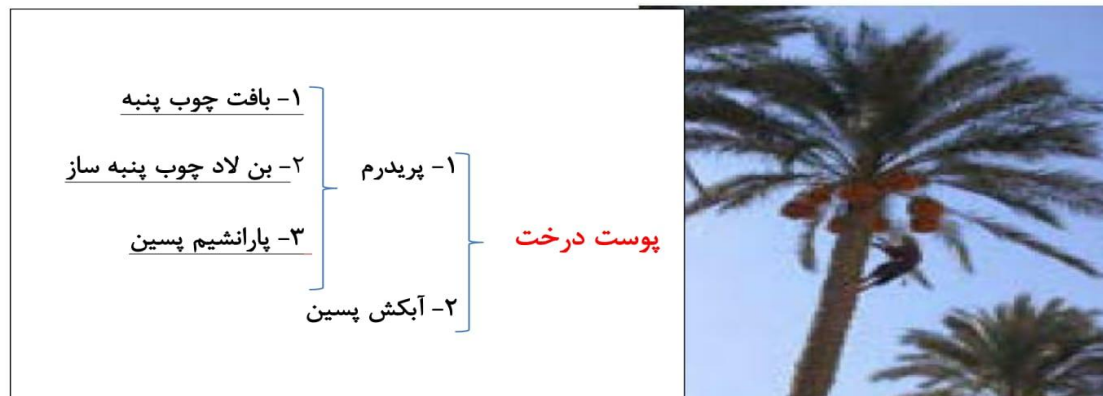 ۱- بافت چوب پنبه
۲- بن لاد چوب پنبه ساز
۱- پریدرم
پوست درخت
۳- پارانشیم پسین
۲- آبکش پسین